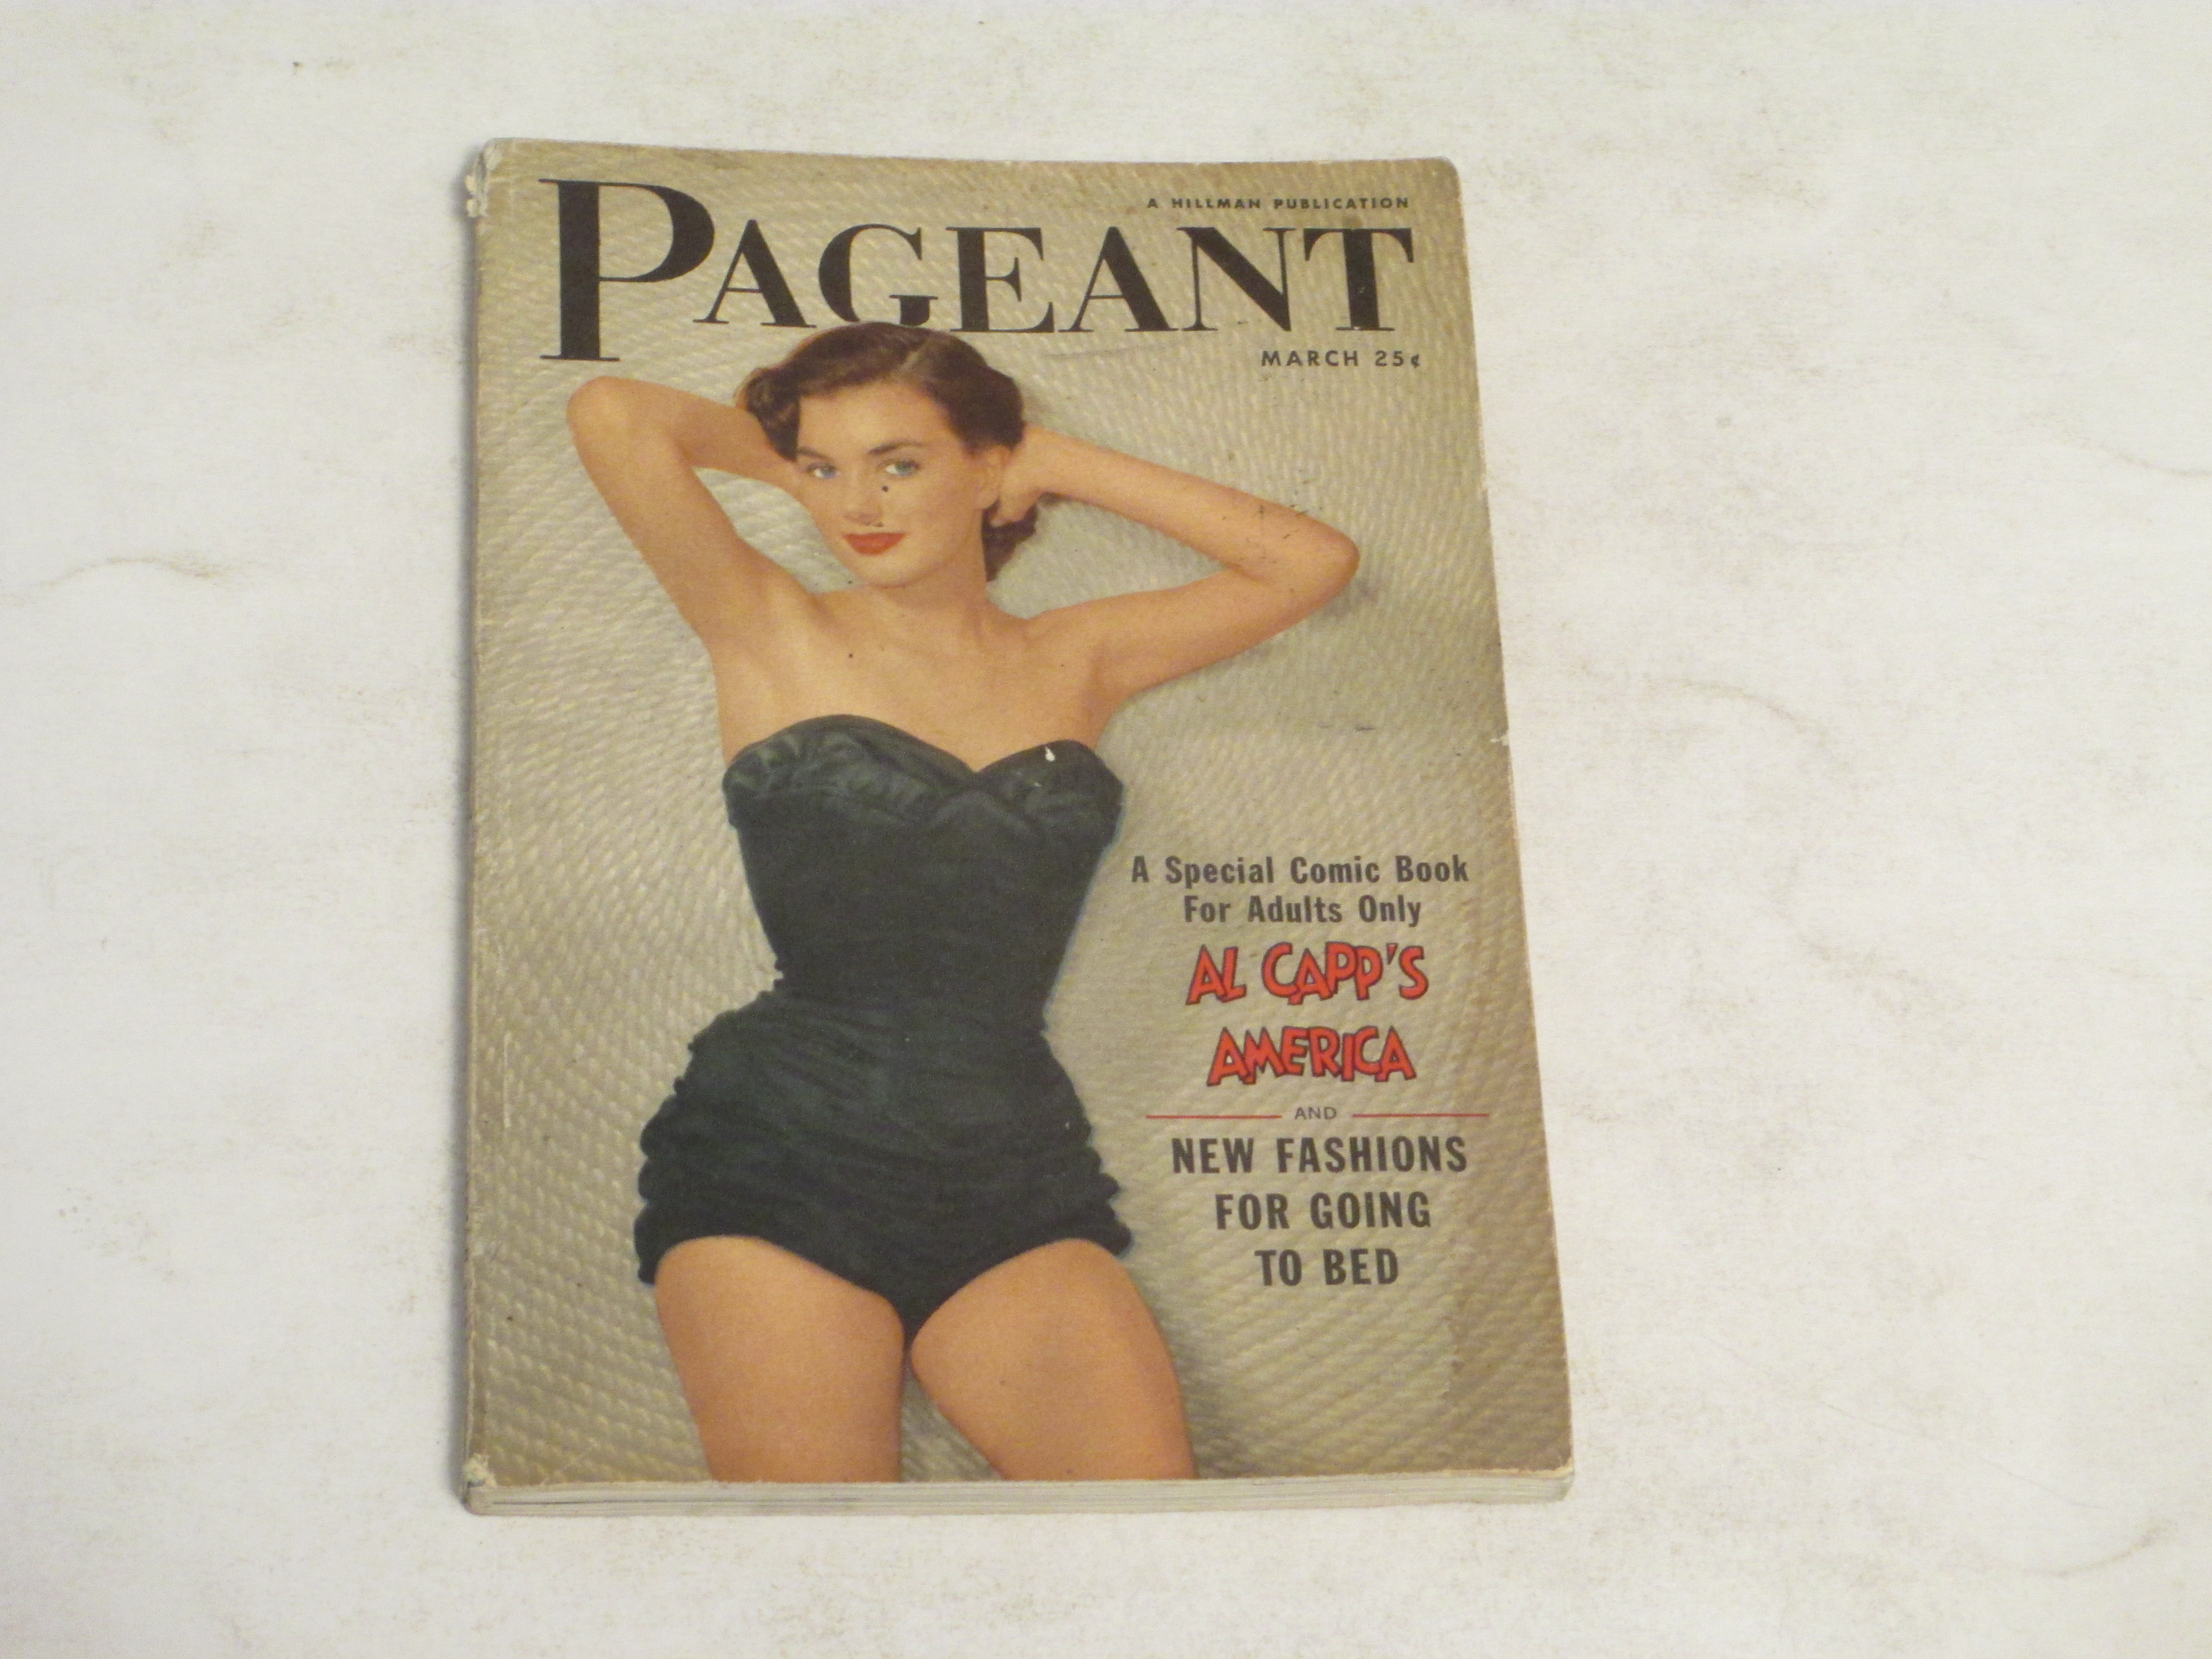 A HILLMAN PUBLICATION
PAGEANT
MARCH 25¢
A Special Comic Book
For Adults Only
AL CAPP'S
AMERICA
AND
NEW FASHIONS
FOR GOING
TO BED